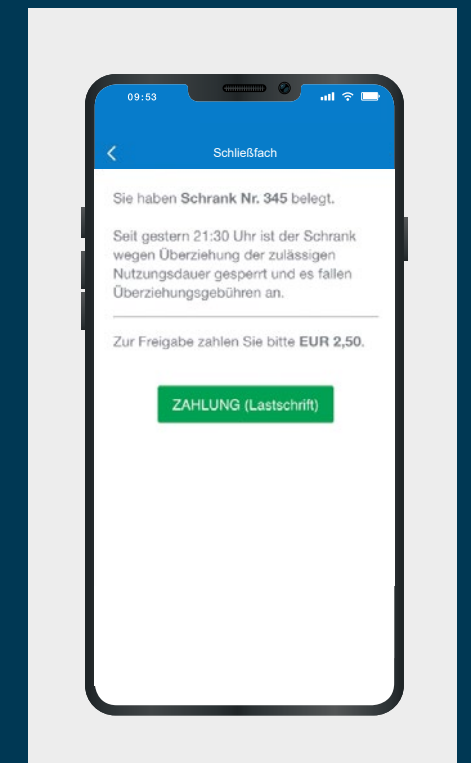 09:53
Schließfach
Sie haben Schrank Nr. 345 belegt.
Seit gestern 21:30 Uhr ist der Schrank
wegen Überziehung der zulässigen
Nutzungsdauer gesperrt und es fallen
Überziehungsgebühren an.
Zur Freigabe zahlen Sie bitte EUR 2,50.
ZAHLUNG (Lastschrift)